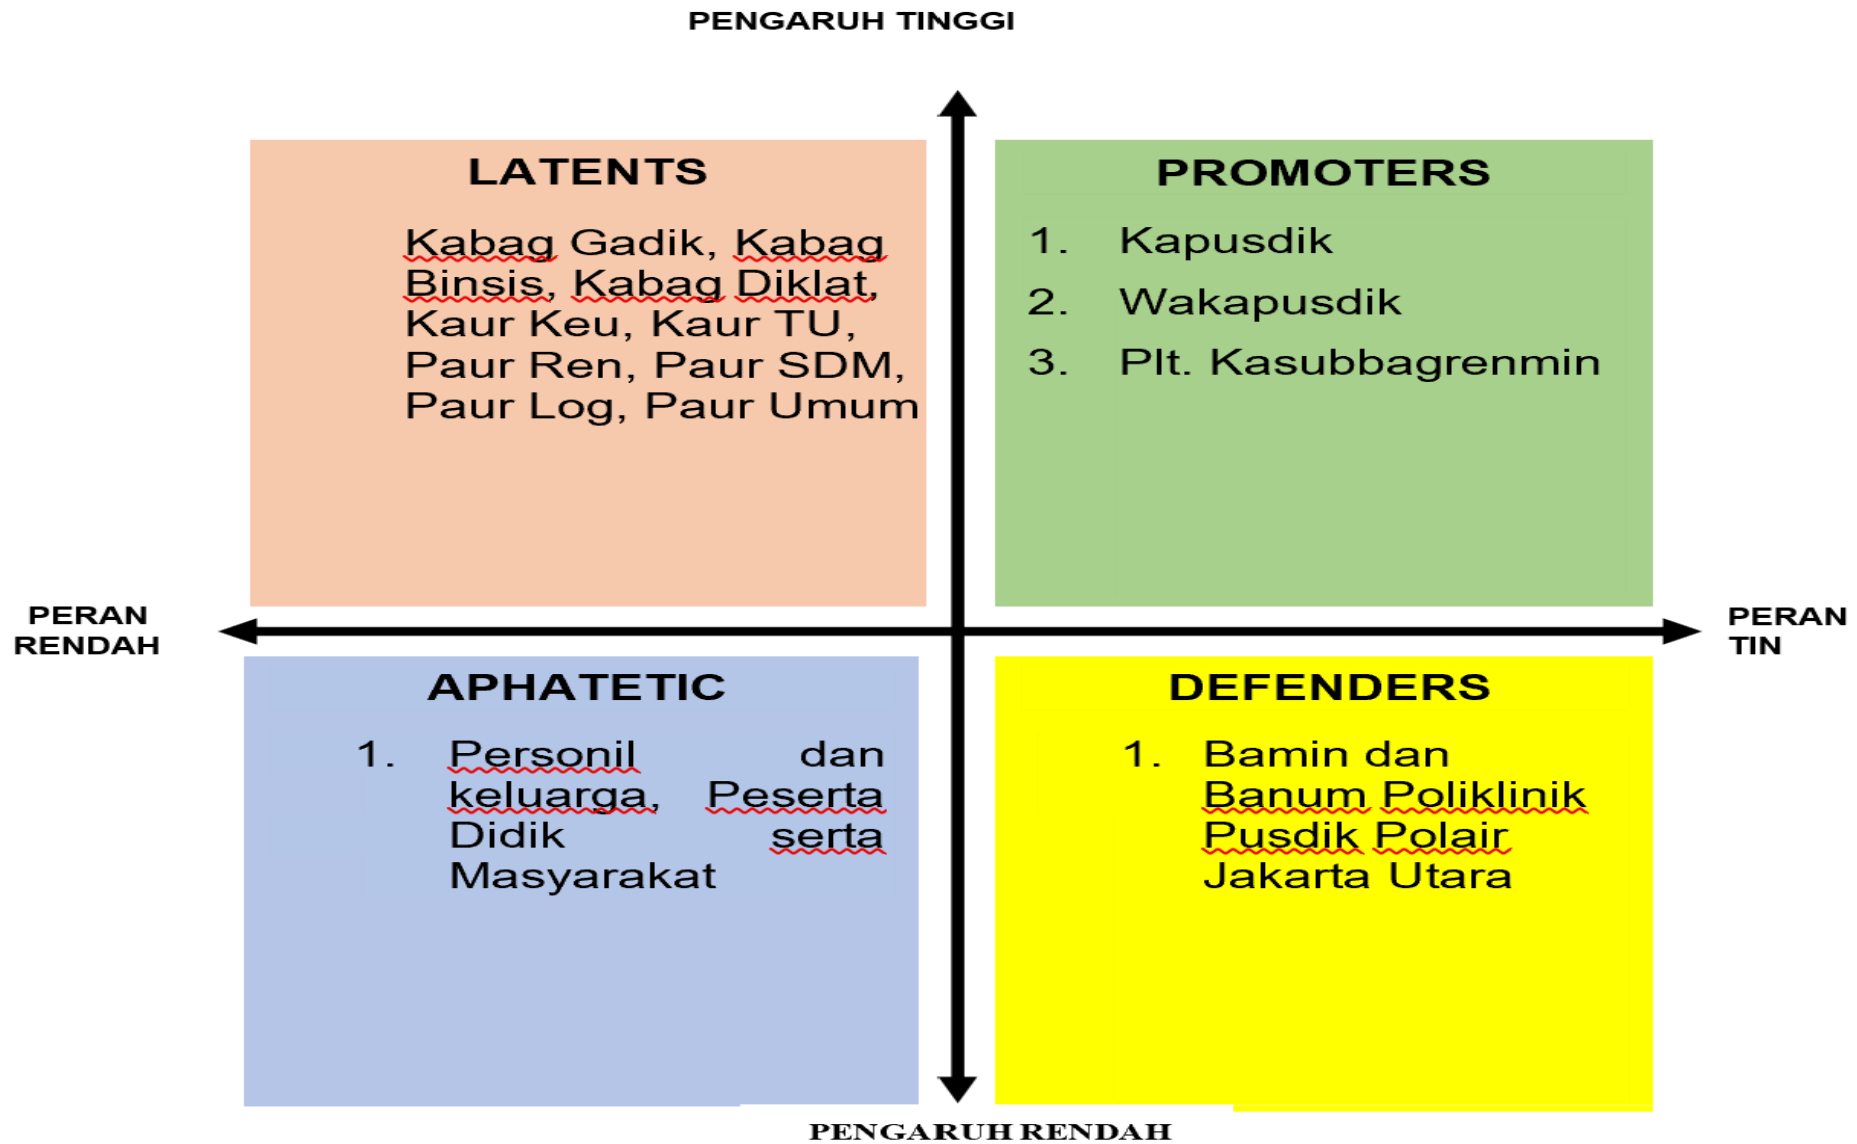 PENGARUH TINGGI
LATENTS
Kabag Gadik, Kabag
Binsis, Kabag Diklat,
Kaur Keu, Kaur TU,
Paur Ren, Paur SDM,
Paur Log, Paur Umum
PROMOTERS
1. Kapusdik
2. Wakapusdik
3. Plt. Kasubbagrenmin
PERAN
RENDAH
PERAN
TIN
APHATETIC
1. Personil dan
keluarga, Peserta
Didik serta
Masyarakat
DEFENDERS
1. Bamin dan
Banum Poliklinik
Pusdik Polair
Jakarta Utara
PENGARUH RENDAH